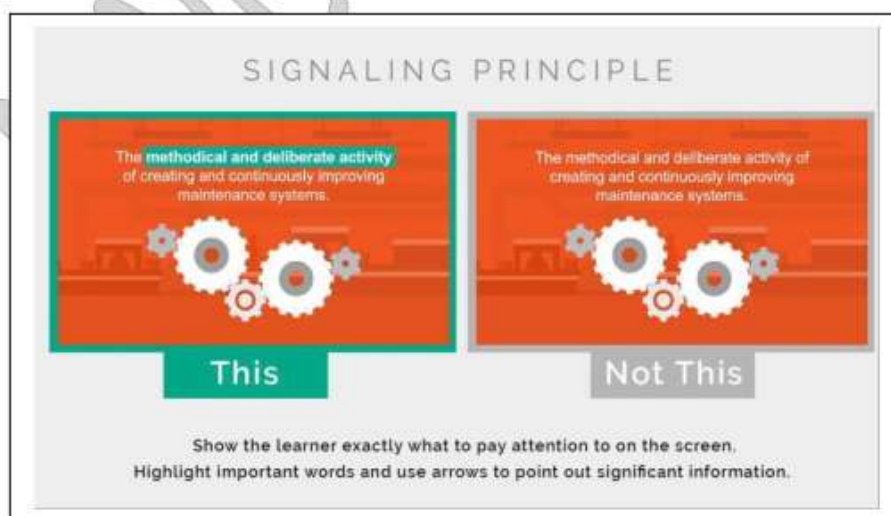 SIGNALING PRINCIPLE
The methodical and deliberate activity
of creating and continuously improving
maintenance systems.
The methodical and deliberate activity of
creating and continuously improving
maintenance systems.
This
Not This
Show the learner exactly what to pay attention to on the screen.
Highlight important words and use arrows to point out significant information.